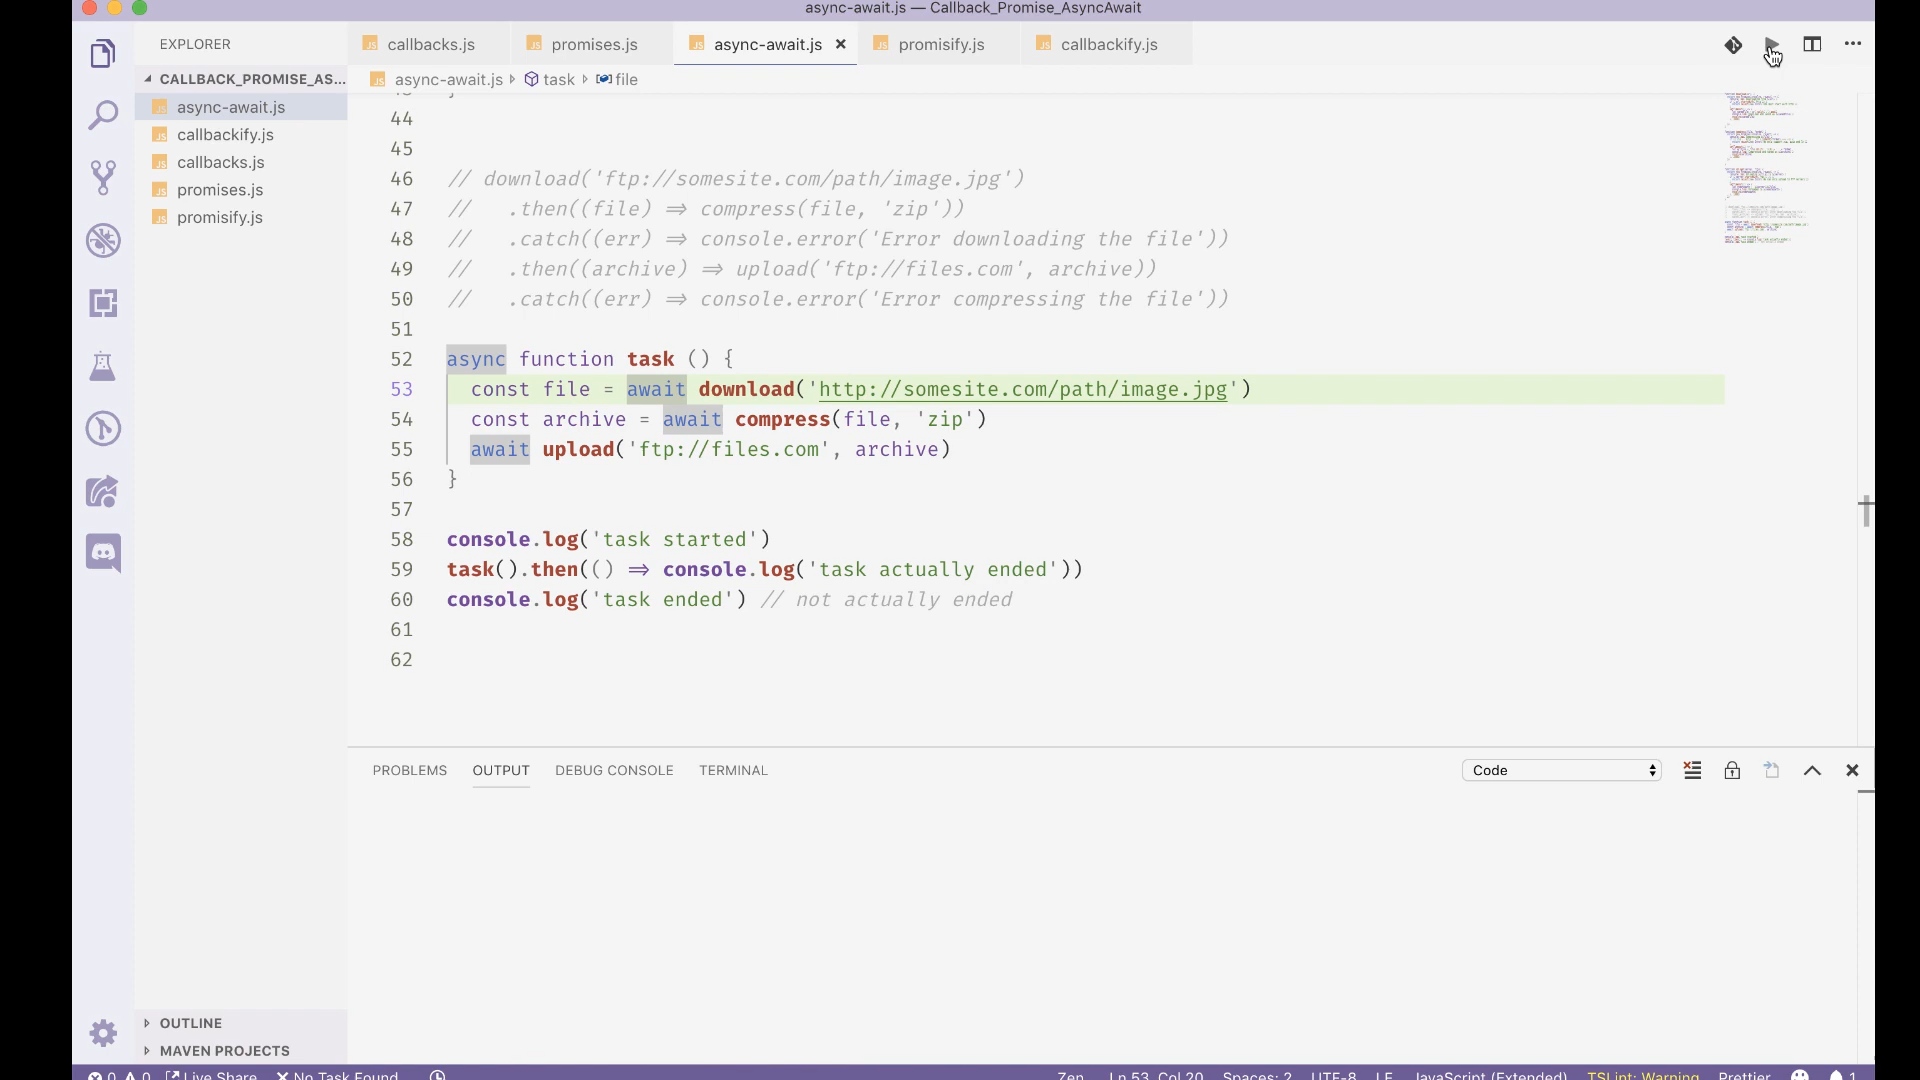 async-await.js — Callback_Promise_AsyncAwait
EXPLORER
callbacks.js
promises.js
async-await.js
promisify.js
callbackify.js
CALLBACK_PROMISE_AS...
async-await.js
task
file
async-await.js
callbackify.js
callbacks.js
promises.js
promisify.js
44
45
46 // download('ftp://somesite.com/path/image.jpg')
47 // .then((file) => compress(file, 'zip'))
48 // .catch((err) => console.error('Error downloading the file'))
49 // .then((archive) => upload('ftp://files.com', archive))
50 // .catch((err) => console.error('Error compressing the file'))
51
52 async function task () {
53 const file = await download('http://somesite.com/path/image.jpg')
54 const archive = await compress(file, 'zip')
55 await upload('ftp://files.com', archive)
56 }
57
58 console.log('task started')
59 task().then(() => console.log('task actually ended'))
60 console.log('task ended') // not actually ended
61
62
PROBLEMS
OUTPUT
DEBUG CONSOLE
TERMINAL
Code
OUTLINE
MAVEN PROJECTS
0 0 Live Share No Task Found
Zen Ln 53, Col 20 Spaces: 2 UTF-8 LF JavaScript (Extended) TSLint: Warning Prettier 1